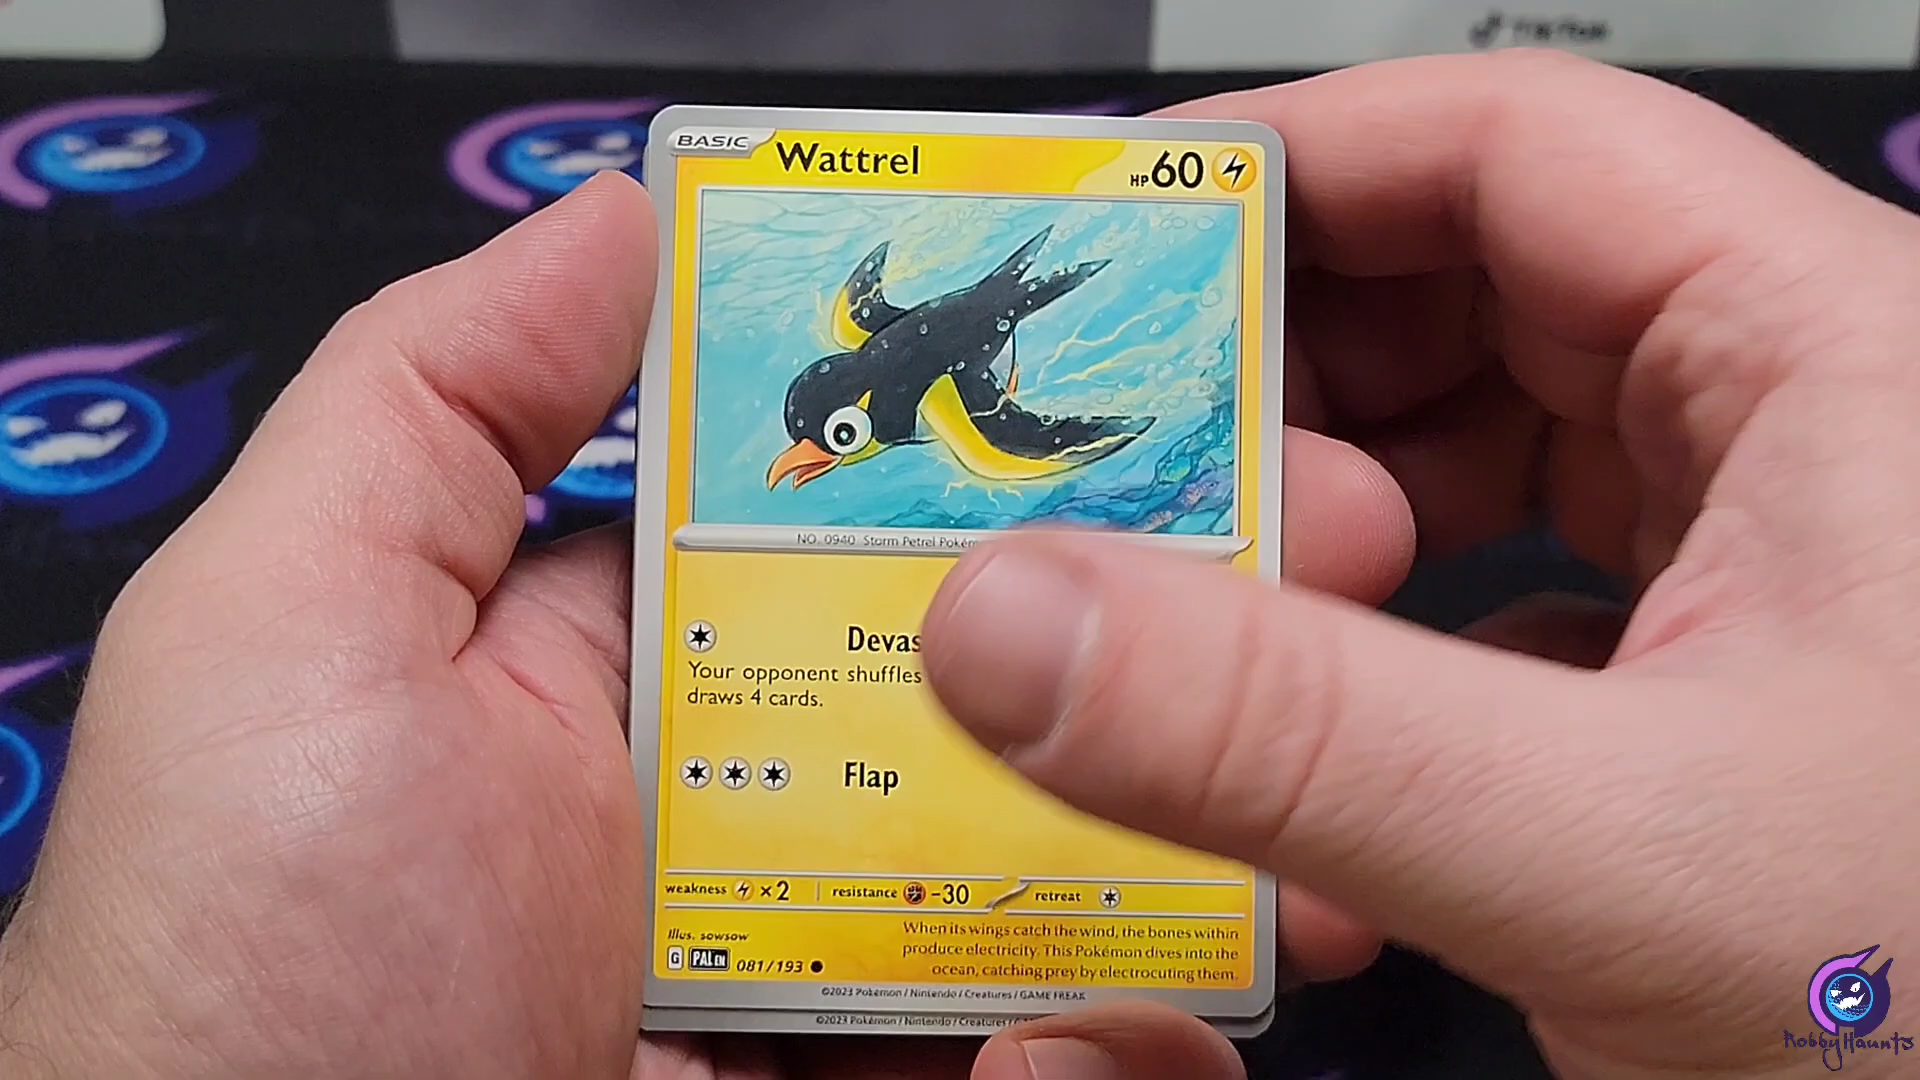 TikTok
BASIC
Wattrel
HP 60
NO. 0940 Storm Petrel Pokém
Devas
Your opponent shuffles
draws 4 cards.
Flap
weakness ×2 resistance -30 retreat
Illus. sowsow
When its wings catch the wind, the bones within
produce electricity. This Pokémon dives into the
ocean, catching prey by electrocuting them.
G PAL EN 081/193
©2023 Pokémon / Nintendo / Creatures / GAME FREAK
©2023 Pokémon / Nintendo / Creatures /
RobbyHaunts